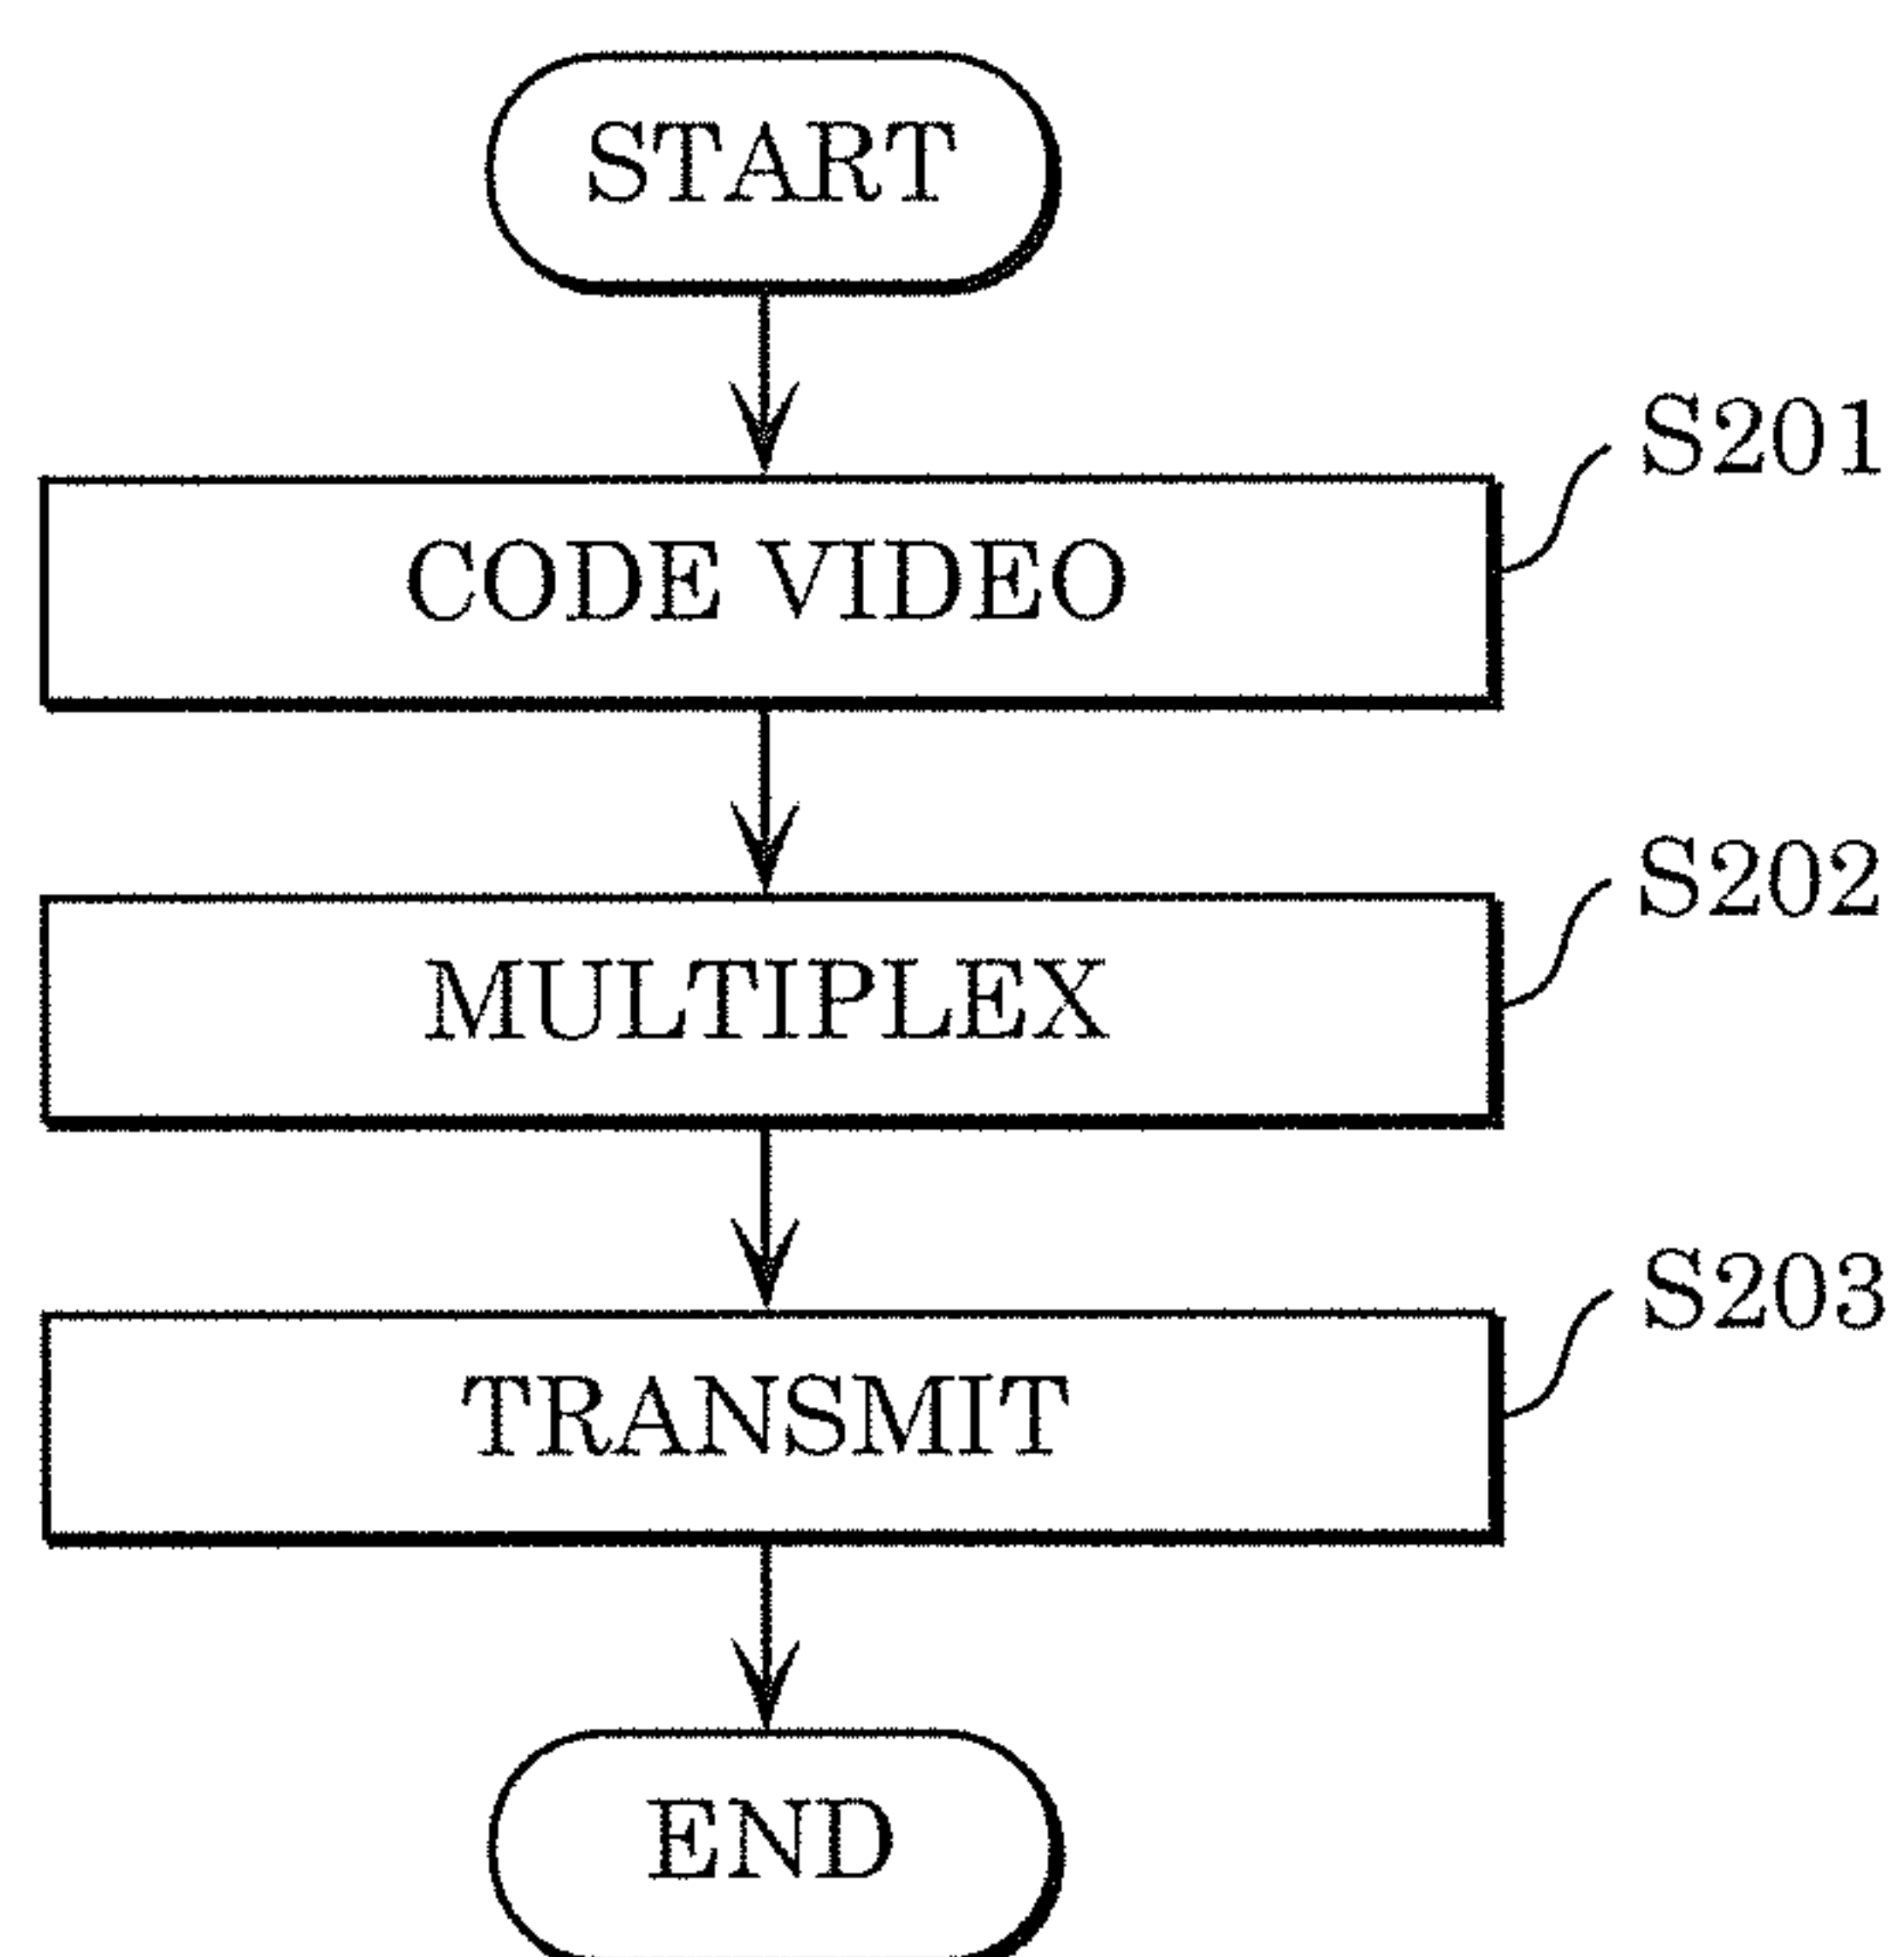 START
S201
CODE VIDEO
S202
MULTIPLEX
S203
TRANSMIT
END